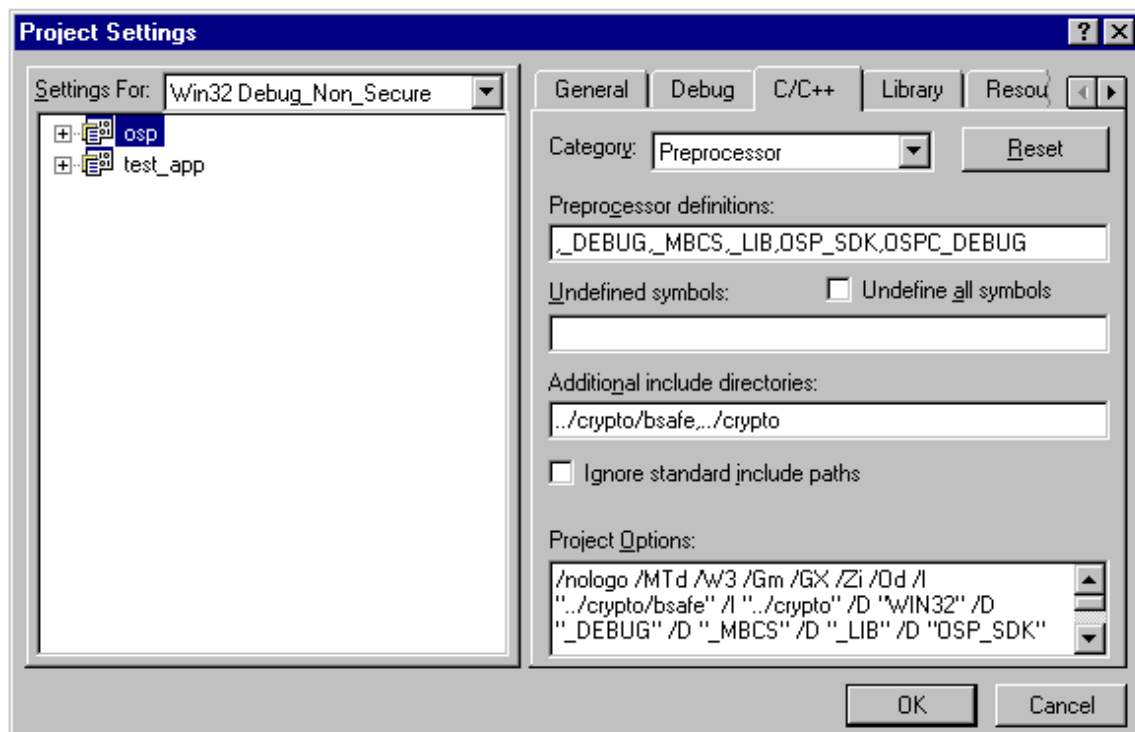 Project Settings
Settings For: Win32 Debug_Non_Secure
osp
test_app
General Debug C/C++ Library Resou
Category: Preprocessor Reset
Preprocessor definitions:
,_DEBUG,_MBCS,_LIB,OSP_SDK,OSPC_DEBUG
Undefined symbols: Undefine all symbols
Additional include directories:
../crypto/bsafe,../crypto
Ignore standard include paths
Project Options:
/nologo /MTd /W3 /Gm /GX /Zi /Od /I
"../crypto/bsafe" /I "../crypto" /D "WIN32" /D
"_DEBUG" /D "_MBCS" /D "_LIB" /D "OSP_SDK"
OK Cancel